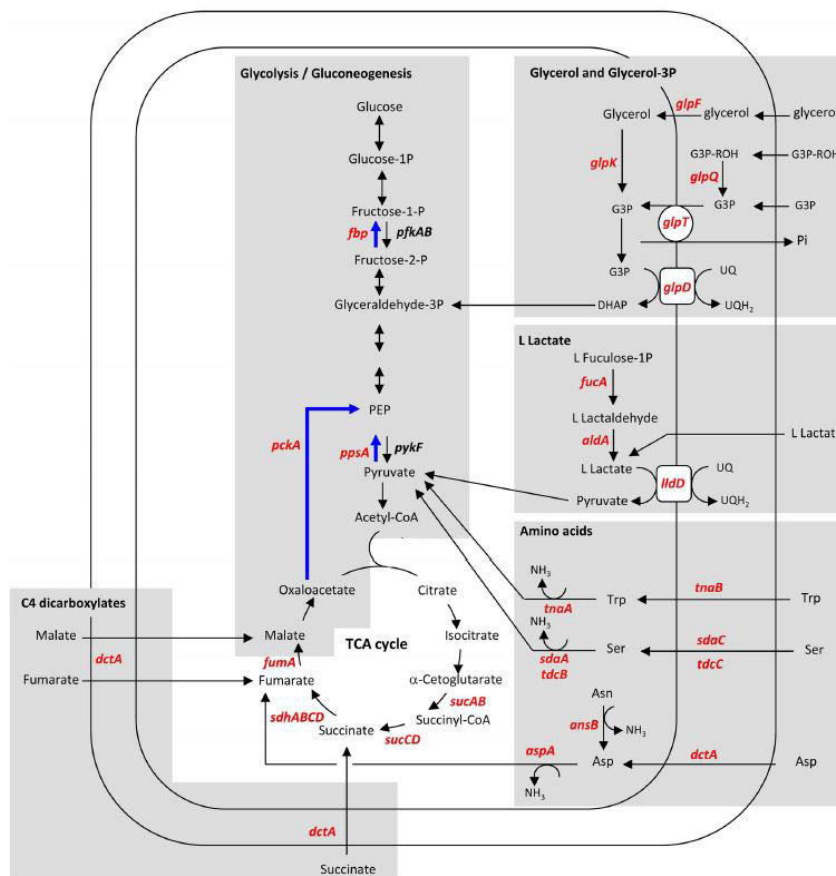 Glycolysis / Gluconeogenesis
Glucose
Glucose-1P
Fructose-1-P
fbp
pfkAB
Fructose-2-P
Glyceraldehyde-3P
PEP
pckA
ppsA
pykF
Pyruvate
Acetyl-CoA
Oxaloacetate
Citrate
Malate
TCA cycle
Isocitrate
fumA
Fumarate
α-Cetoglutarate
sucAB
sdhABCD
Succinyl-CoA
Succinate
sucCD
C4 dicarboxylates
Malate
dctA
Fumarate
dctA
Succinate
Glycerol and Glycerol-3P
glpF
Glycerol
glycerol
glycerol
glpK
G3P-ROH
G3P-ROH
glpQ
G3P
G3P
G3P
glpT
Pi
G3P
UQ
glpD
DHAP
UQH2
L Lactate
L Fuculose-1P
fucA
L Lactaldehyde
aldA
L Lactat
L Lactate
UQ
lldD
Pyruvate
UQH2
Amino acids
NH3
tnaB
tnaA
Trp
Trp
NH3
sdaC
sdaA
Ser
Ser
tdcB
tdcC
Asn
ansB
NH3
aspA
dctA
Asp
Asp
NH3